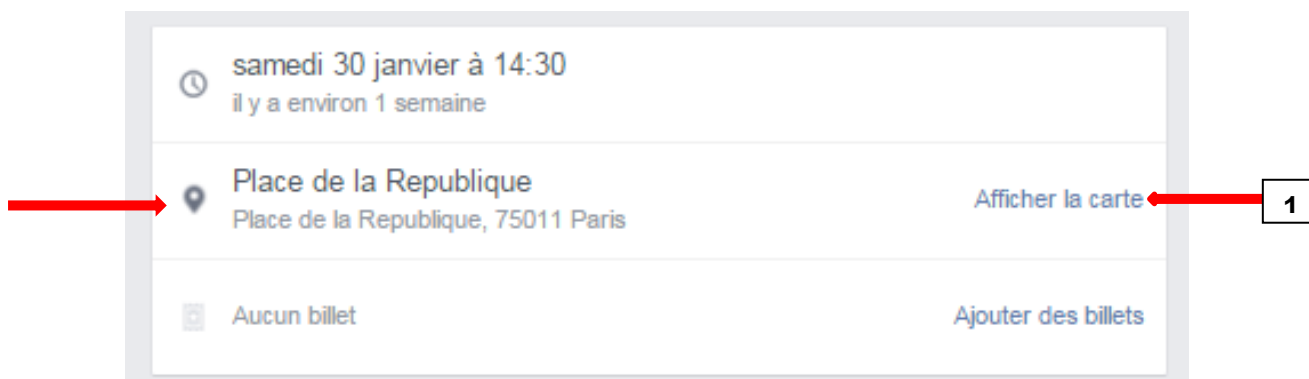 samedi 30 janvier à 14:30
il y a environ 1 semaine
Place de la Republique
Place de la Republique, 75011 Paris
Afficher la carte
1
Aucun billet
Ajouter des billets